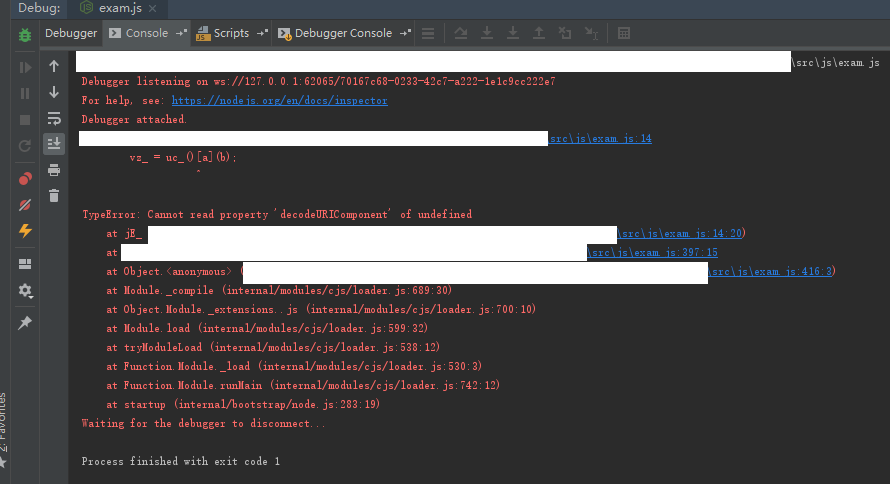 Debug: exam.js
Debugger Console Scripts Debugger Console
\src\js\exam.js
Debugger listening on ws://127.0.0.1:62065/70167c68-0233-42c7-a222-1e1c9cc222e7
For help, see: https://nodejs.org/en/docs/inspector
Debugger attached.
src\js\exam.js:14
vz_ = uc_()[a](b);
^
TypeError: Cannot read property 'decodeURIComponent' of undefined
at jE_ \src\js\exam.js:14:20)
at \src\js\exam.js:397:15
at Object.<anonymous> (\src\js\exam.js:416:3)
at Module._compile (internal/modules/cjs/loader.js:689:30)
at Object.Module._extensions..js (internal/modules/cjs/loader.js:700:10)
at Module.load (internal/modules/cjs/loader.js:599:32)
at tryModuleLoad (internal/modules/cjs/loader.js:538:12)
at Function.Module._load (internal/modules/cjs/loader.js:530:3)
at Function.Module.runMain (internal/modules/cjs/loader.js:742:12)
at startup (internal/bootstrap/node.js:283:19)
Waiting for the debugger to disconnect...
Process finished with exit code 1
2: Favorites